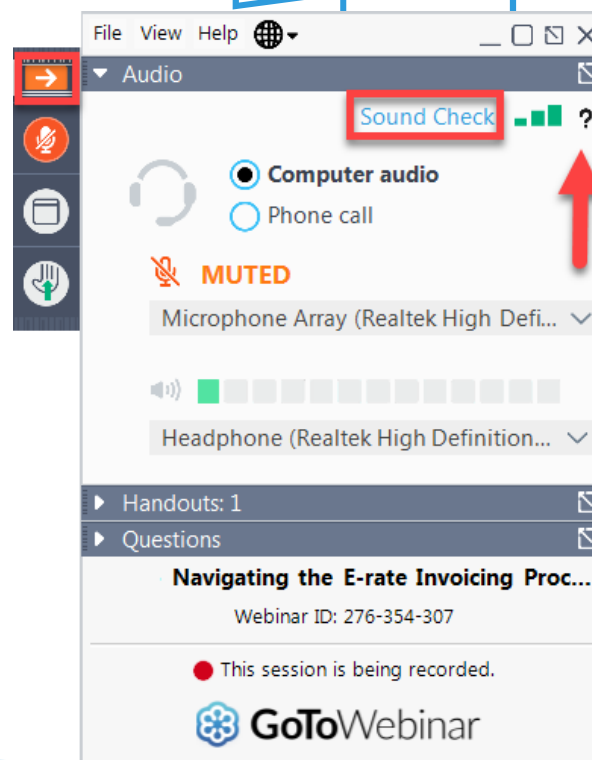 File View Help
Audio
Sound Check ?
Computer audio
Phone call
MUTED
Microphone Array (Realtek High Defi...
Headphone (Realtek High Definition...
Handouts: 1
Questions
Navigating the E-rate Invoicing Proc...
Webinar ID: 276-354-307
This session is being recorded.
GoToWebinar